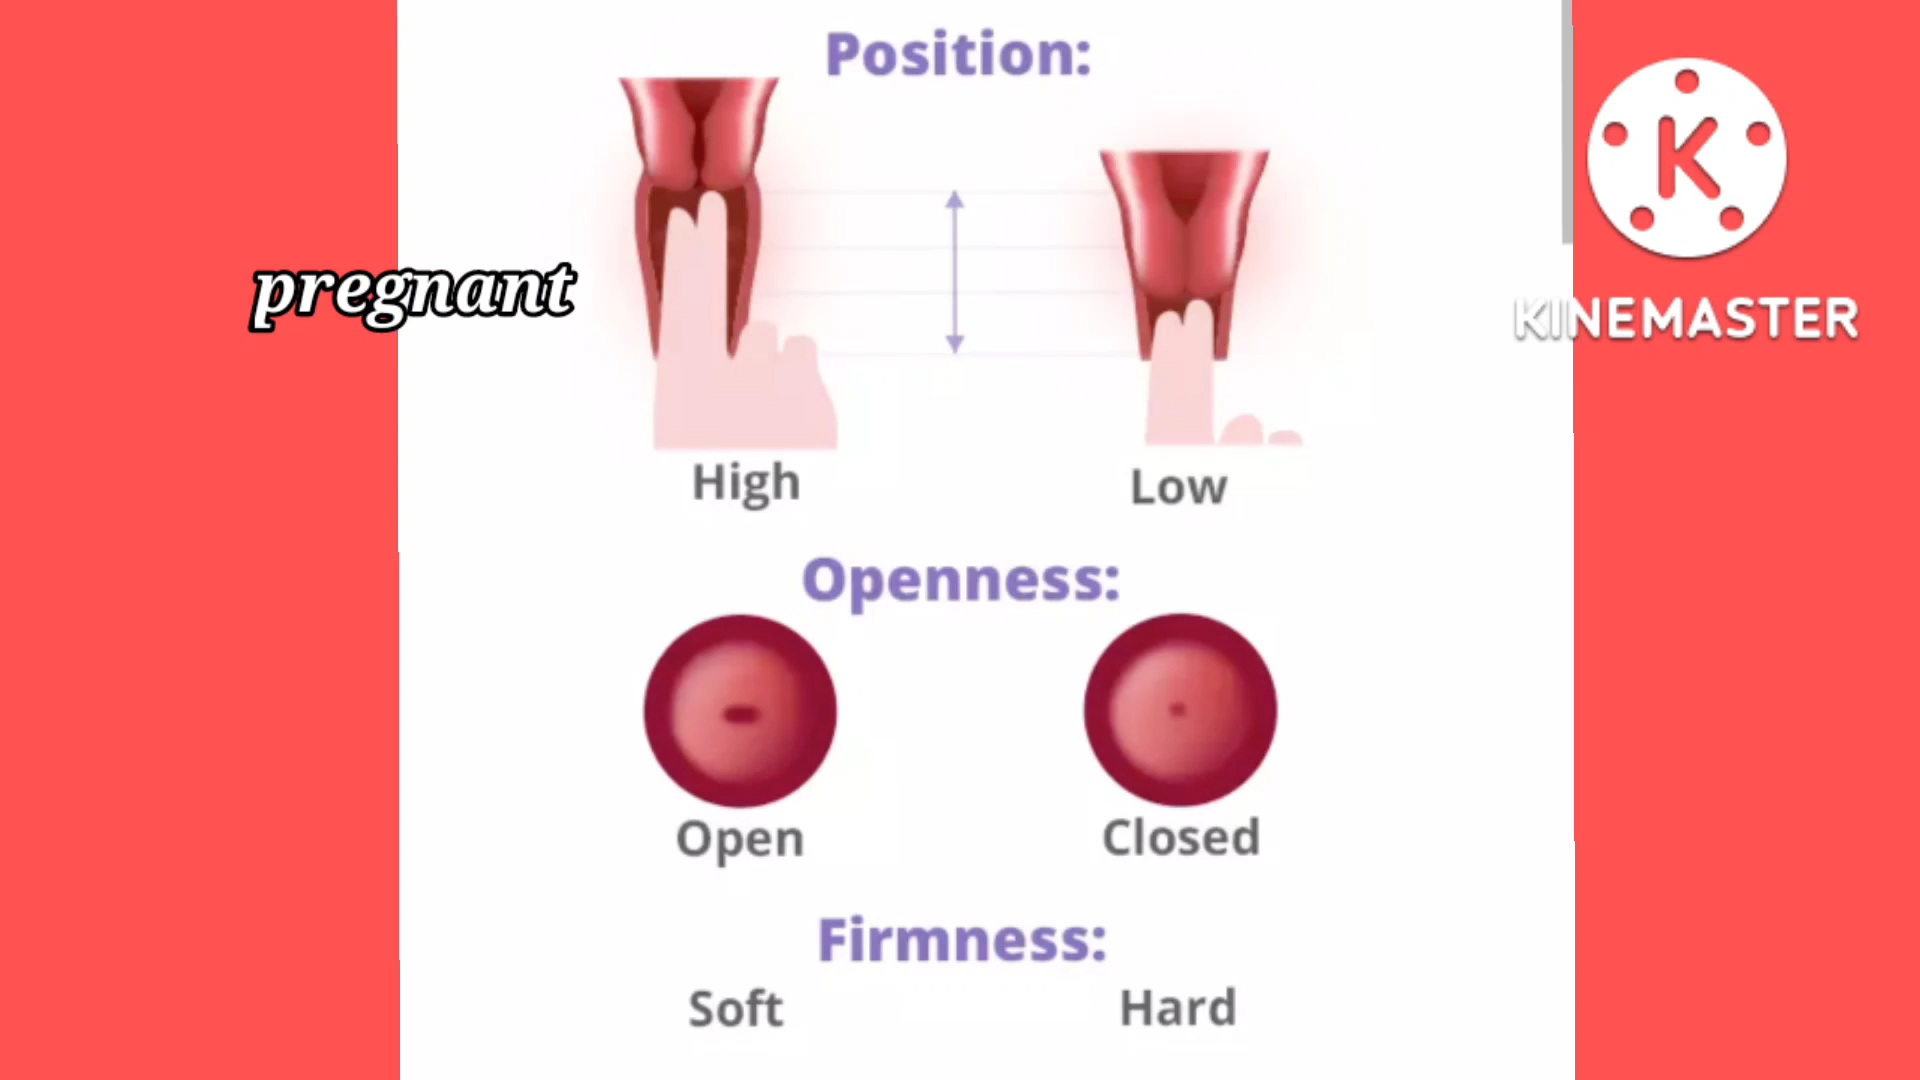 Position:
K
KINEMASTER
pregnant
High
Low
Openness:
Open
Closed
Firmness:
Soft
Hard